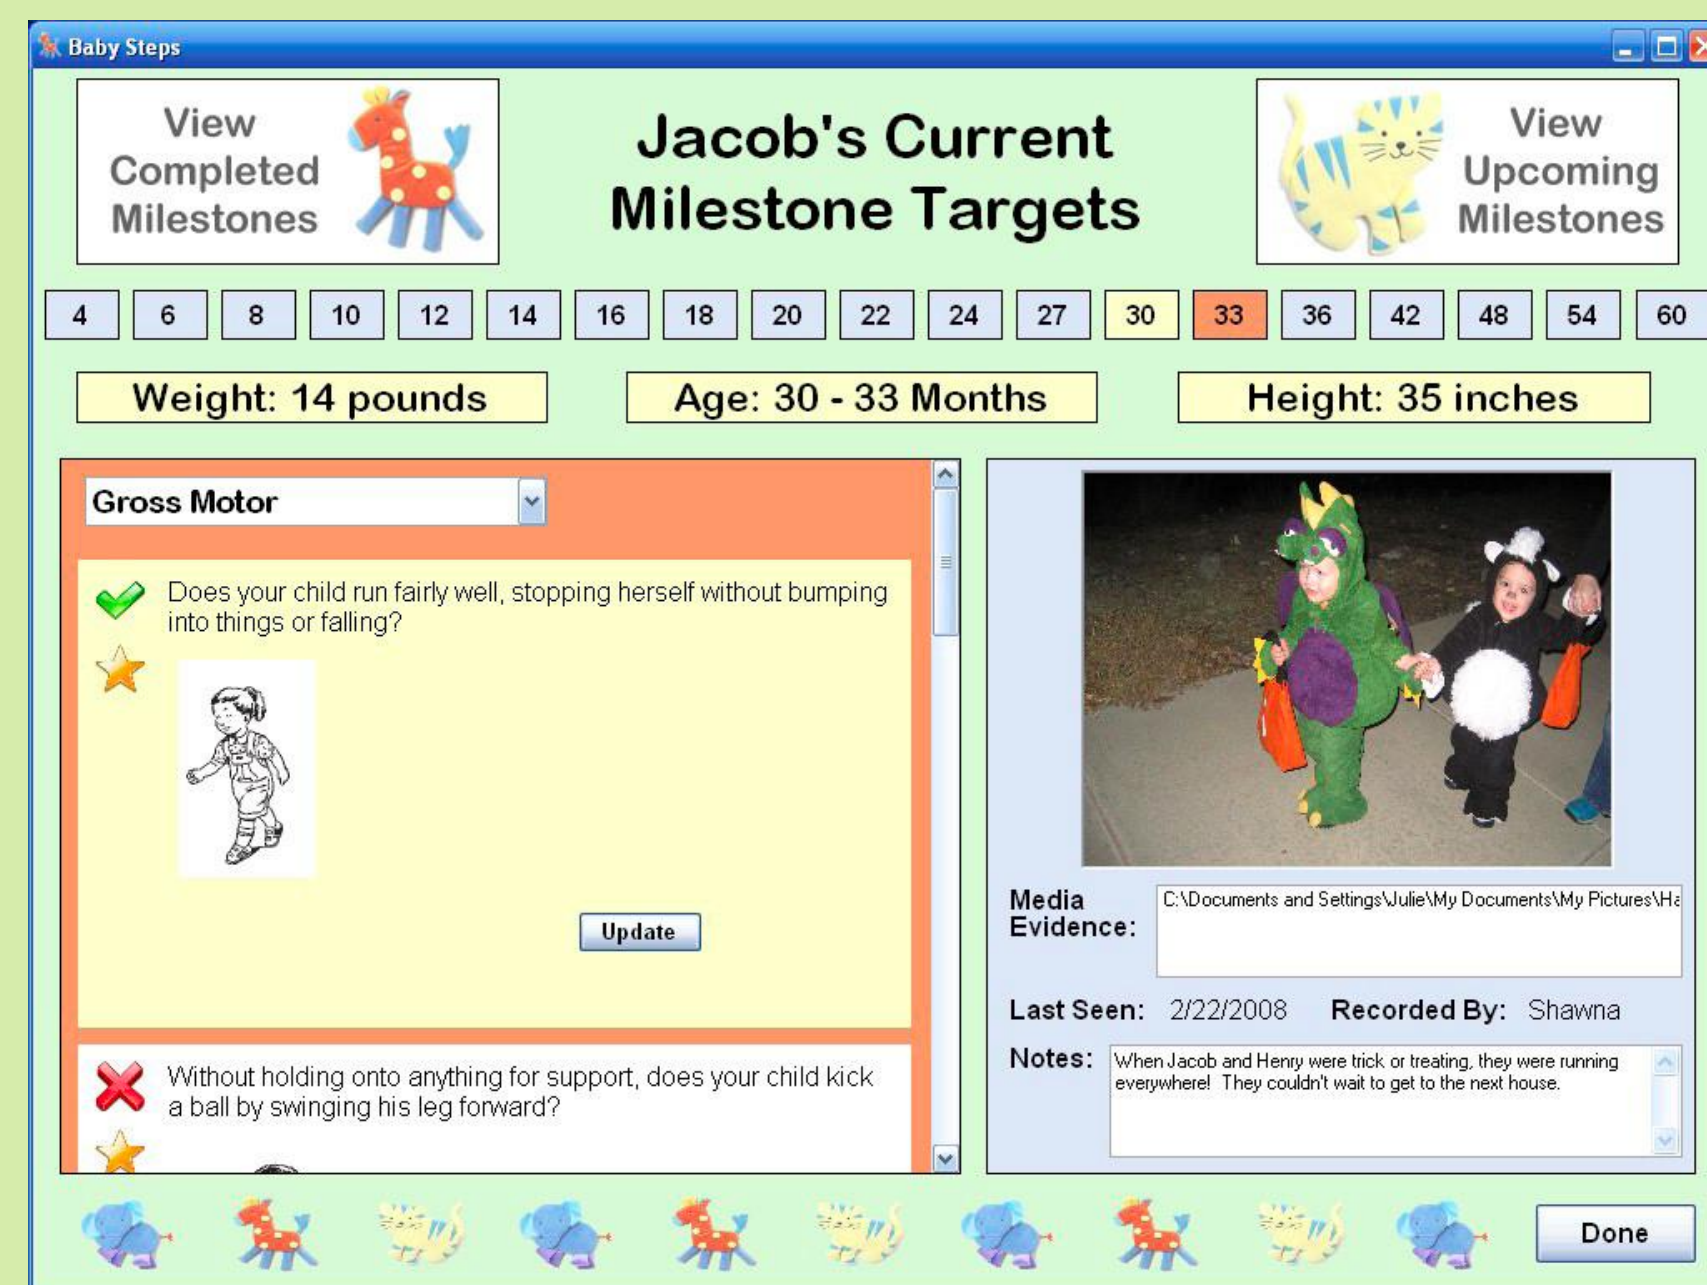 Baby Steps
View
Completed
Milestones
Jacob's Current
Milestone Targets
View
Upcoming
Milestones
4 6 8 10 12 14 16 18 20 22 24 27 30 33 36 42 48 54 60
Weight: 14 pounds
Age: 30 - 33 Months
Height: 35 inches
Gross Motor
Does your child run fairly well, stopping herself without bumping
into things or falling?
Update
Without holding onto anything for support, does your child kick
a ball by swinging his leg forward?
Media
Evidence:
C:\Documents and Settings\Julie\My Documents\My Pictures\Ha
Last Seen: 2/22/2008 Recorded By: Shawna
Notes:
When Jacob and Henry were trick or treating, they were running
everywhere! They couldn't wait to get to the next house.
Done